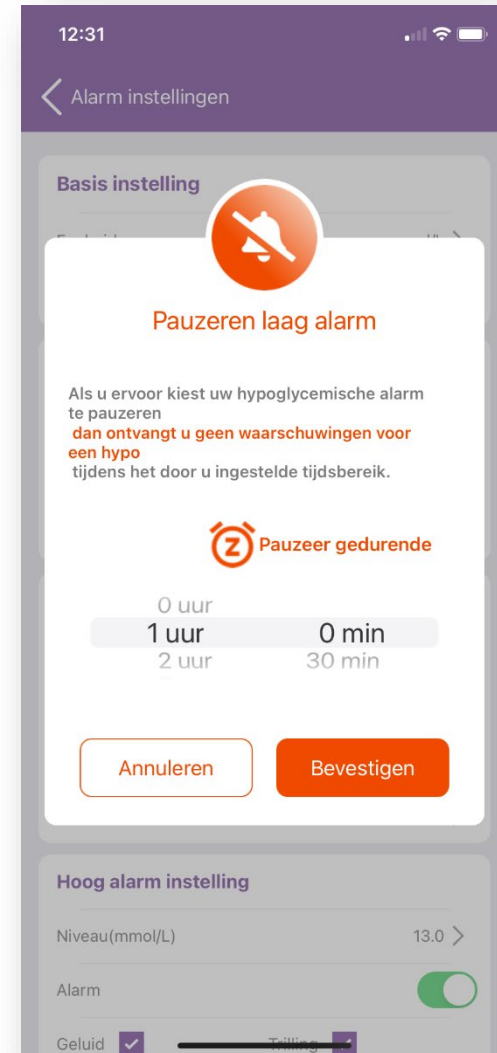 12:31
Alarm instellingen
Basis instelling
Pauzeren laag alarm
Als u ervoor kiest uw hypoglycemische alarm
te pauzeren
dan ontvangt u geen waarschuwingen voor
een hypo
tijdens het door u ingestelde tijdsbereik.
Z Pauzeer gedurende
0 uur
1 uur 0 min
2 uur 30 min
Annuleren Bevestigen
Hoog alarm instelling
Niveau(mmol/L) 13.0
Alarm
Geluid Trilling